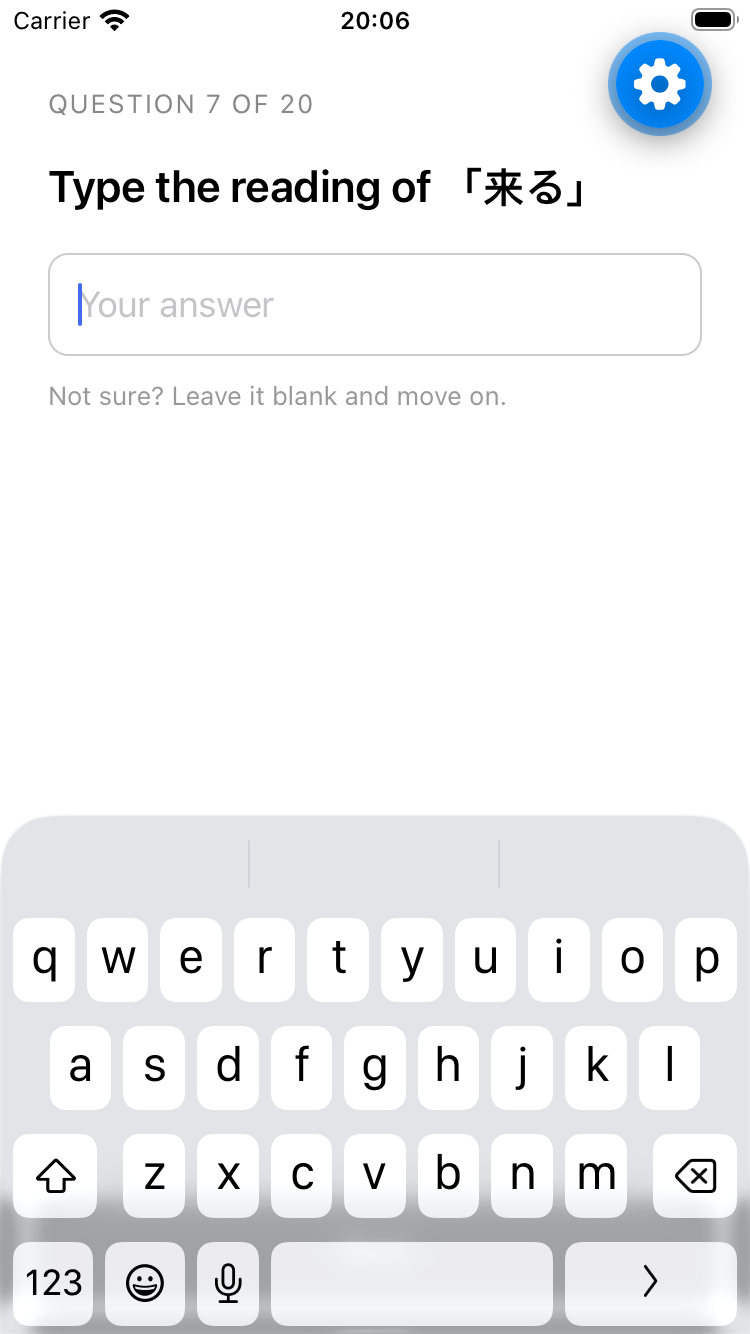 Carrier 20:06
QUESTION 7 OF 20
Type the reading of 「来る」
Your answer
Not sure? Leave it blank and move on.
q w e r t y u i o p
a s d f g h j k l
z x c v b n m
123